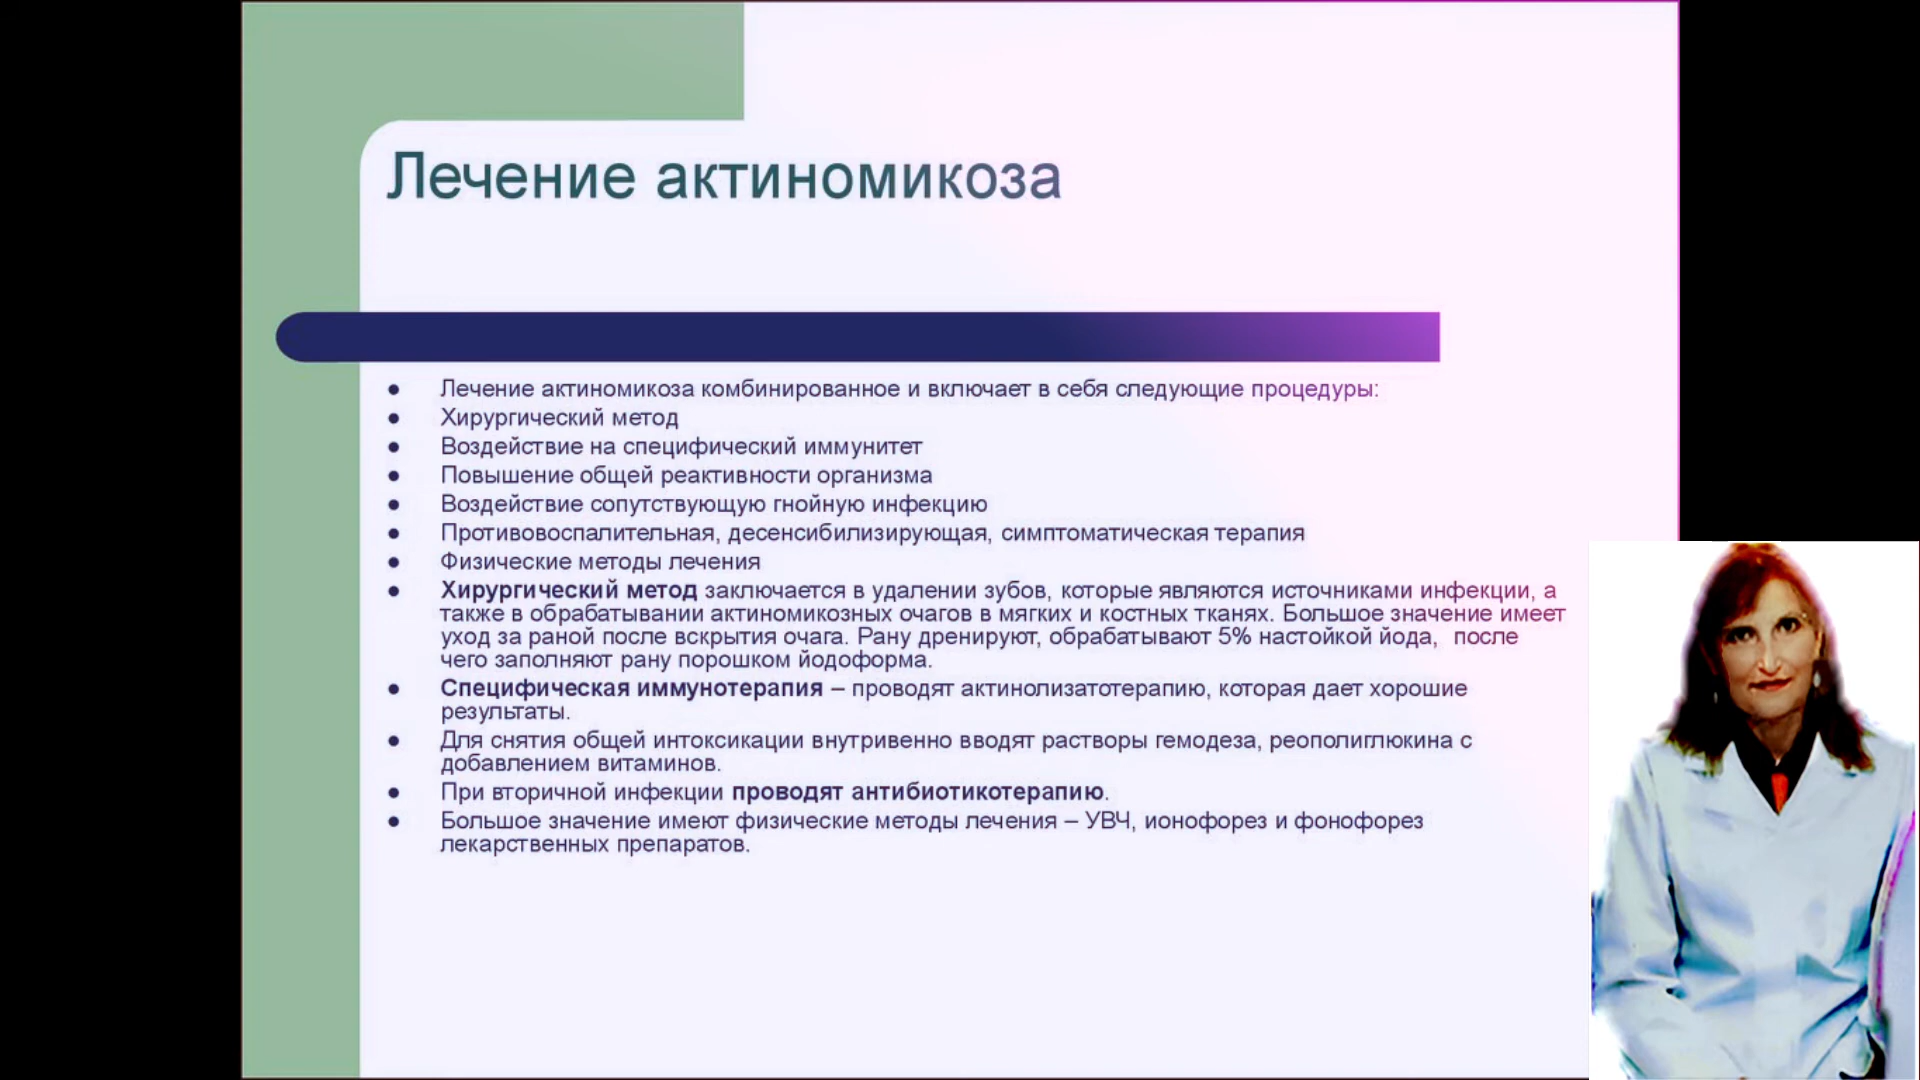 Лечение актиномикоза
● Лечение актиномикоза комбинированное и включает в себя следующие процедуры:
● Хирургический метод
● Воздействие на специфический иммунитет
● Повышение общей реактивности организма
● Воздействие сопутствующую гнойную инфекцию
● Противовоспалительная, десенсибилизирующая, симптоматическая терапия
● Физические методы лечения
● Хирургический метод заключается в удалении зубов, которые являются источниками инфекции, а
также в обрабатывании актиномикозных очагов в мягких и костных тканях. Большое значение имеет
уход за раной после вскрытия очага. Рану дренируют, обрабатывают 5% настойкой йода, после
чего заполняют рану порошком йодоформа.
● Специфическая иммунотерапия – проводят актинолизатотерапию, которая дает хорошие
результаты.
● Для снятия общей интоксикации внутривенно вводят растворы гемодеза, реополиглюкина с
добавлением витаминов.
● При вторичной инфекции проводят антибиотикотерапию.
● Большое значение имеют физические методы лечения – УВЧ, ионофорез и фонофорез
лекарственных препаратов.